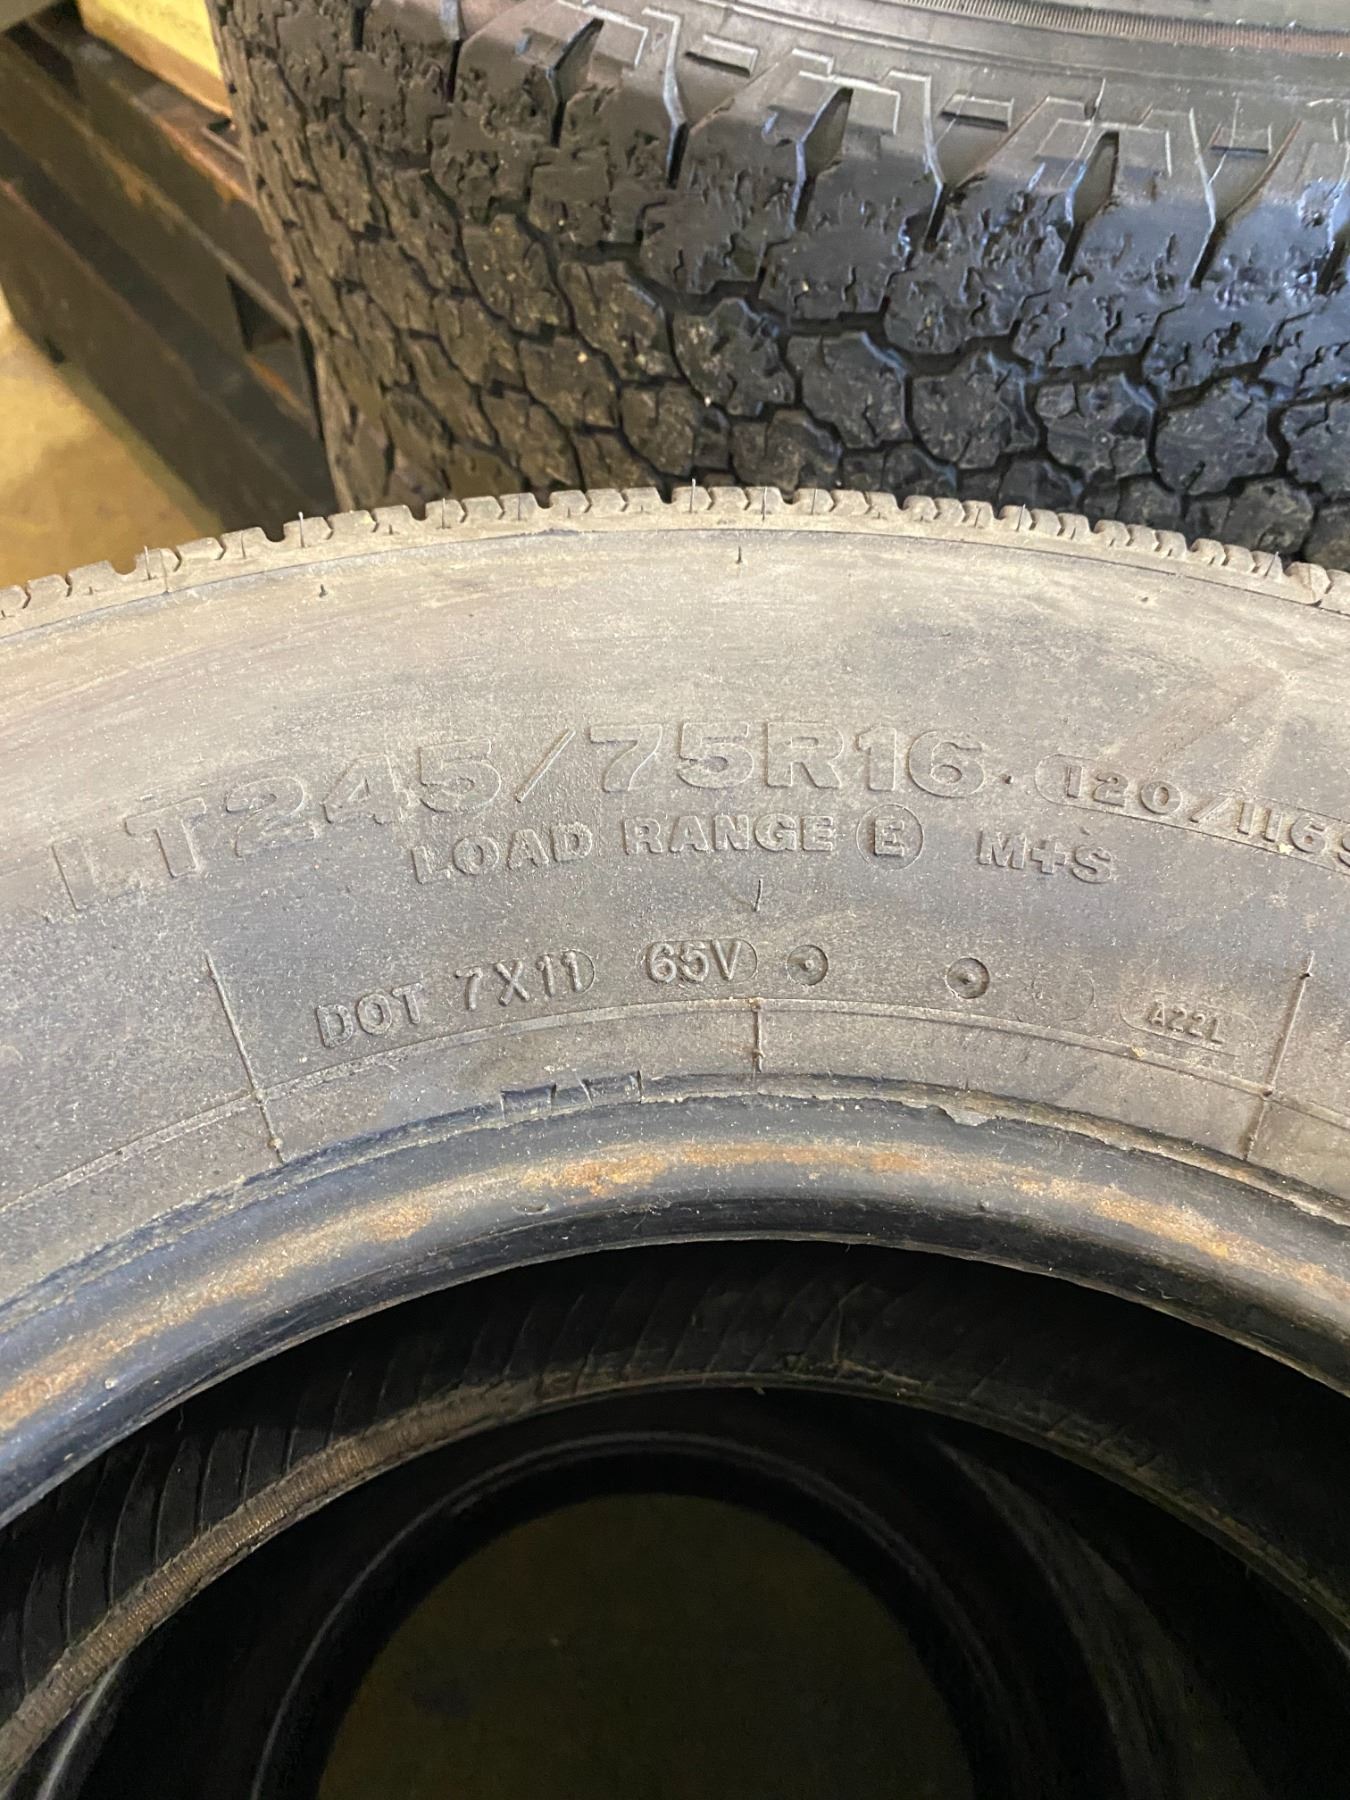 LT245/75R16 120/116S
LOAD RANGE E M+S
DOT 7X11 65V A22L